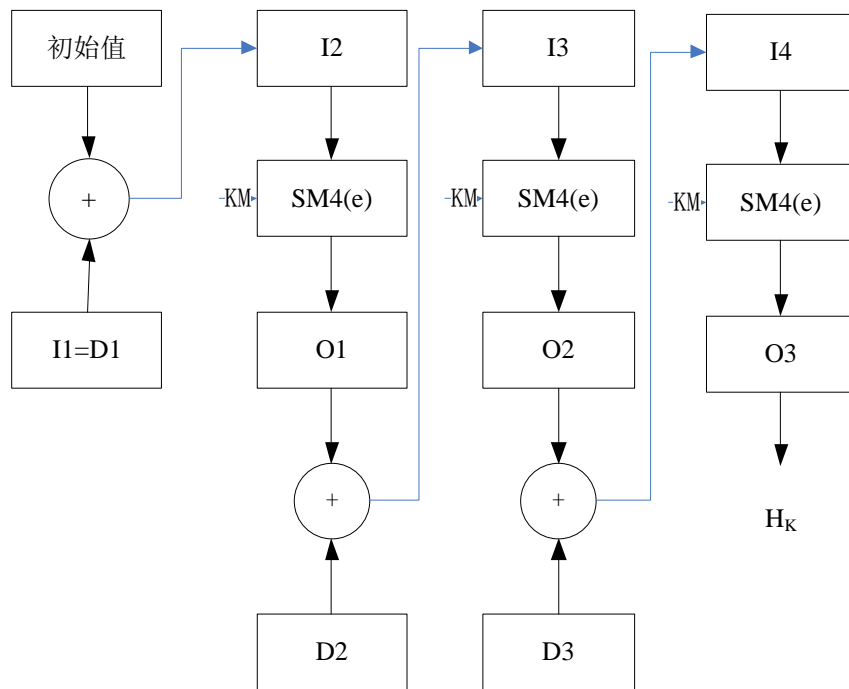 初始值
I2
I3
I4
+
KM
SM4(e)
KM
SM4(e)
KM
SM4(e)
I1=D1
O1
O2
O3
+
+
HK
D2
D3